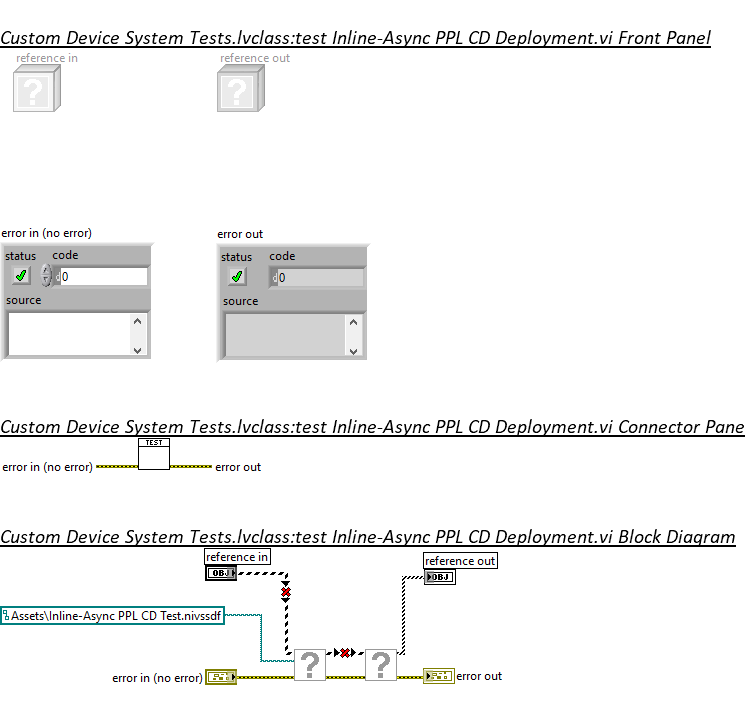 Custom Device System Tests.lvclass:test Inline-Async PPL CD Deployment.vi Front Panel
reference in
reference out
?
?
error in (no error)
error out
status code
status code
d0
d0
source
source
Custom Device System Tests.lvclass:test Inline-Async PPL CD Deployment.vi Connector Pane
TEST
error in (no error)
error out
Custom Device System Tests.lvclass:test Inline-Async PPL CD Deployment.vi Block Diagram
reference in
reference out
OBJ
OBJ
Assets\Inline-Async PPL CD Test.nivssdf
?
?
error in (no error)
error out